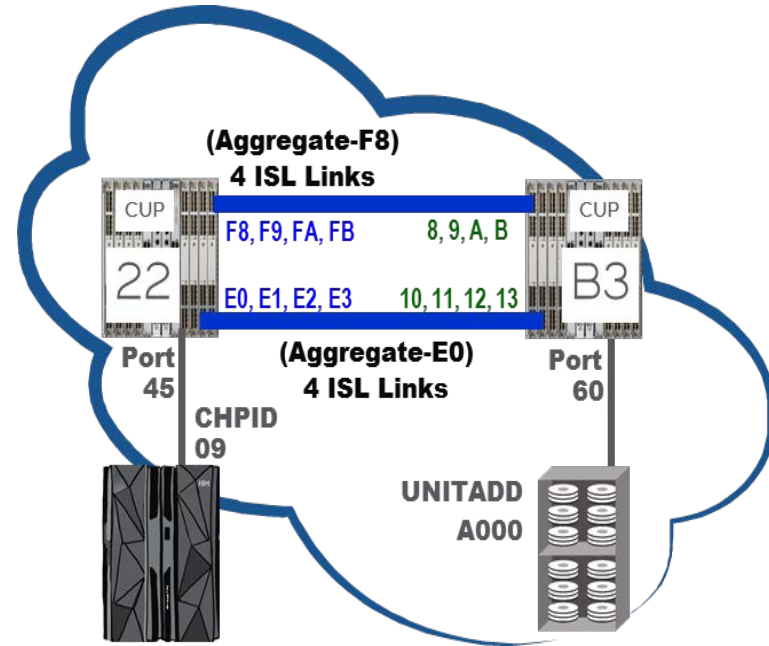 (Aggregate-F8)
4 ISL Links
CUP
CUP
F8, F9, FA, FB
8, 9, A, B
22
B3
E0, E1, E2, E3
10, 11, 12, 13
(Aggregate-E0)
4 ISL Links
Port
45
Port
60
CHPID
09
UNITADD
A000